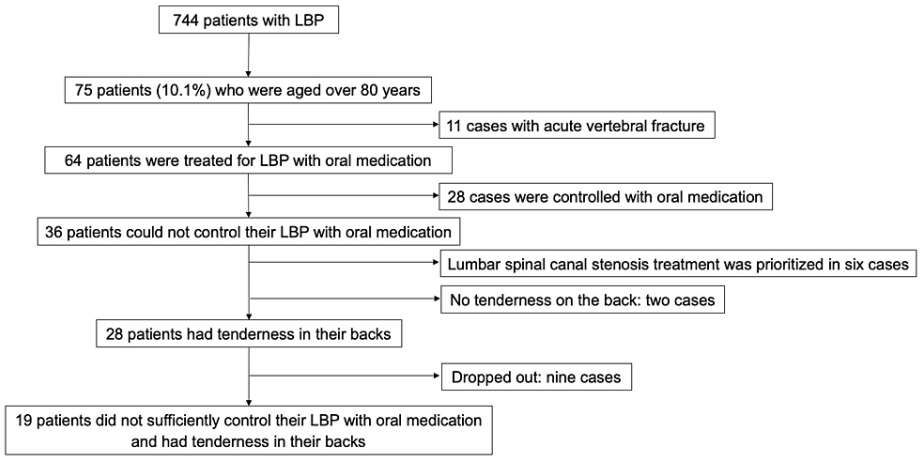 744 patients with LBP
75 patients (10.1%) who were aged over 80 years
11 cases with acute vertebral fracture
64 patients were treated for LBP with oral medication
28 cases were controlled with oral medication
36 patients could not control their LBP with oral medication
Lumbar spinal canal stenosis treatment was prioritized in six cases
No tenderness on the back: two cases
28 patients had tenderness in their backs
Dropped out: nine cases
19 patients did not sufficiently control their LBP with oral medication
and had tenderness in their backs